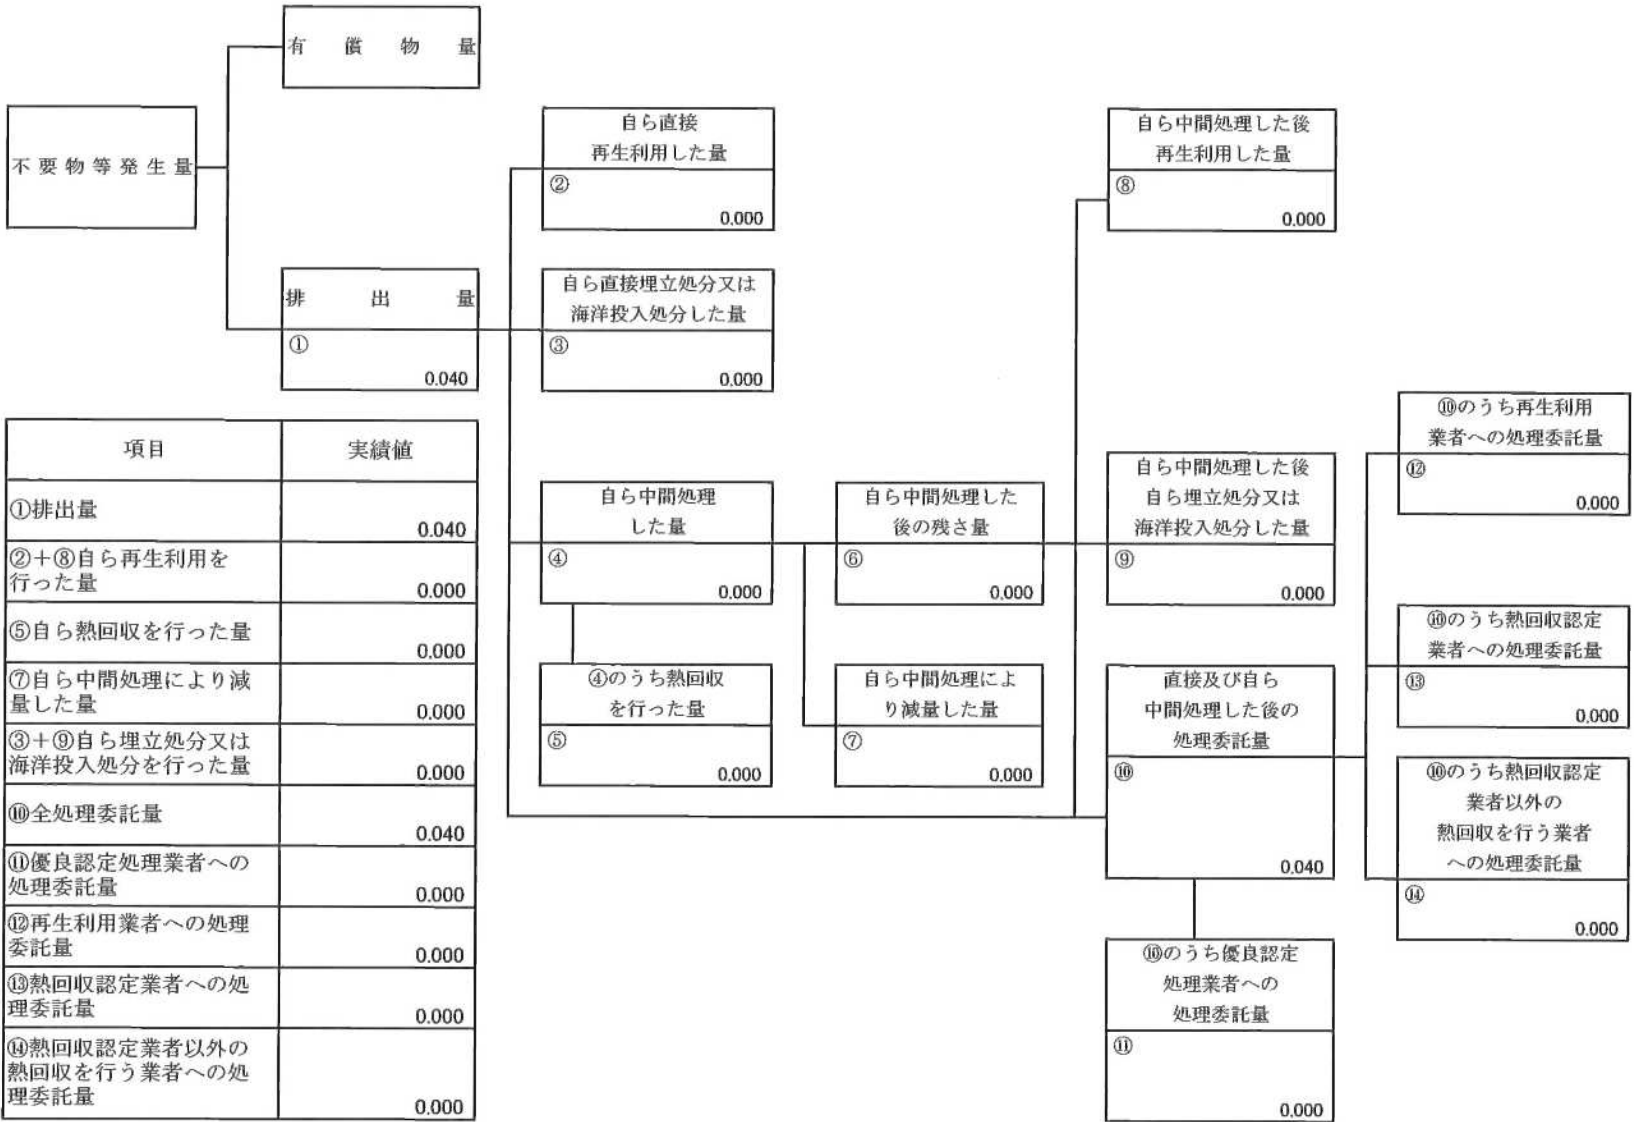 有償物量
不要物等発生量
排出量
①
0.040
自ら直接
再生利用した量
②
0.000
自ら直接埋立処分又は
海洋投入処分した量
③
0.000
自ら中間処理
した量
④
0.000
④のうち熱回収
を行った量
⑤
0.000
自ら中間処理した
後の残さ量
⑥
0.000
自ら中間処理によ
り減量した量
⑦
0.000
自ら中間処理した後
再生利用した量
⑧
0.000
自ら中間処理した後
自ら埋立処分又は
海洋投入処分した量
⑨
0.000
直接及び自ら
中間処理した後の
処理委託量
⑩
0.040
⑩のうち優良認定
処理業者への
処理委託量
⑪
0.000
⑩のうち再生利用
業者への処理委託量
⑫
0.000
⑩のうち熱回収認定
業者への処理委託量
⑬
0.000
⑩のうち熱回収認定
業者以外の
熱回収を行う業者
への処理委託量
⑭
0.000
項目 実績値
①排出量
0.040
②+⑧自ら再生利用を
行った量
0.000
⑤自ら熱回収を行った量
0.000
⑦自ら中間処理により減
量した量
0.000
③+⑨自ら埋立処分又は
海洋投入処分を行った量
0.000
⑩全処理委託量
0.040
⑪優良認定処理業者への
処理委託量
0.000
⑫再生利用業者への処理
委託量
0.000
⑬熱回収認定業者への処
理委託量
0.000
⑭熱回収認定業者以外の
熱回収を行う業者への処
理委託量
0.000